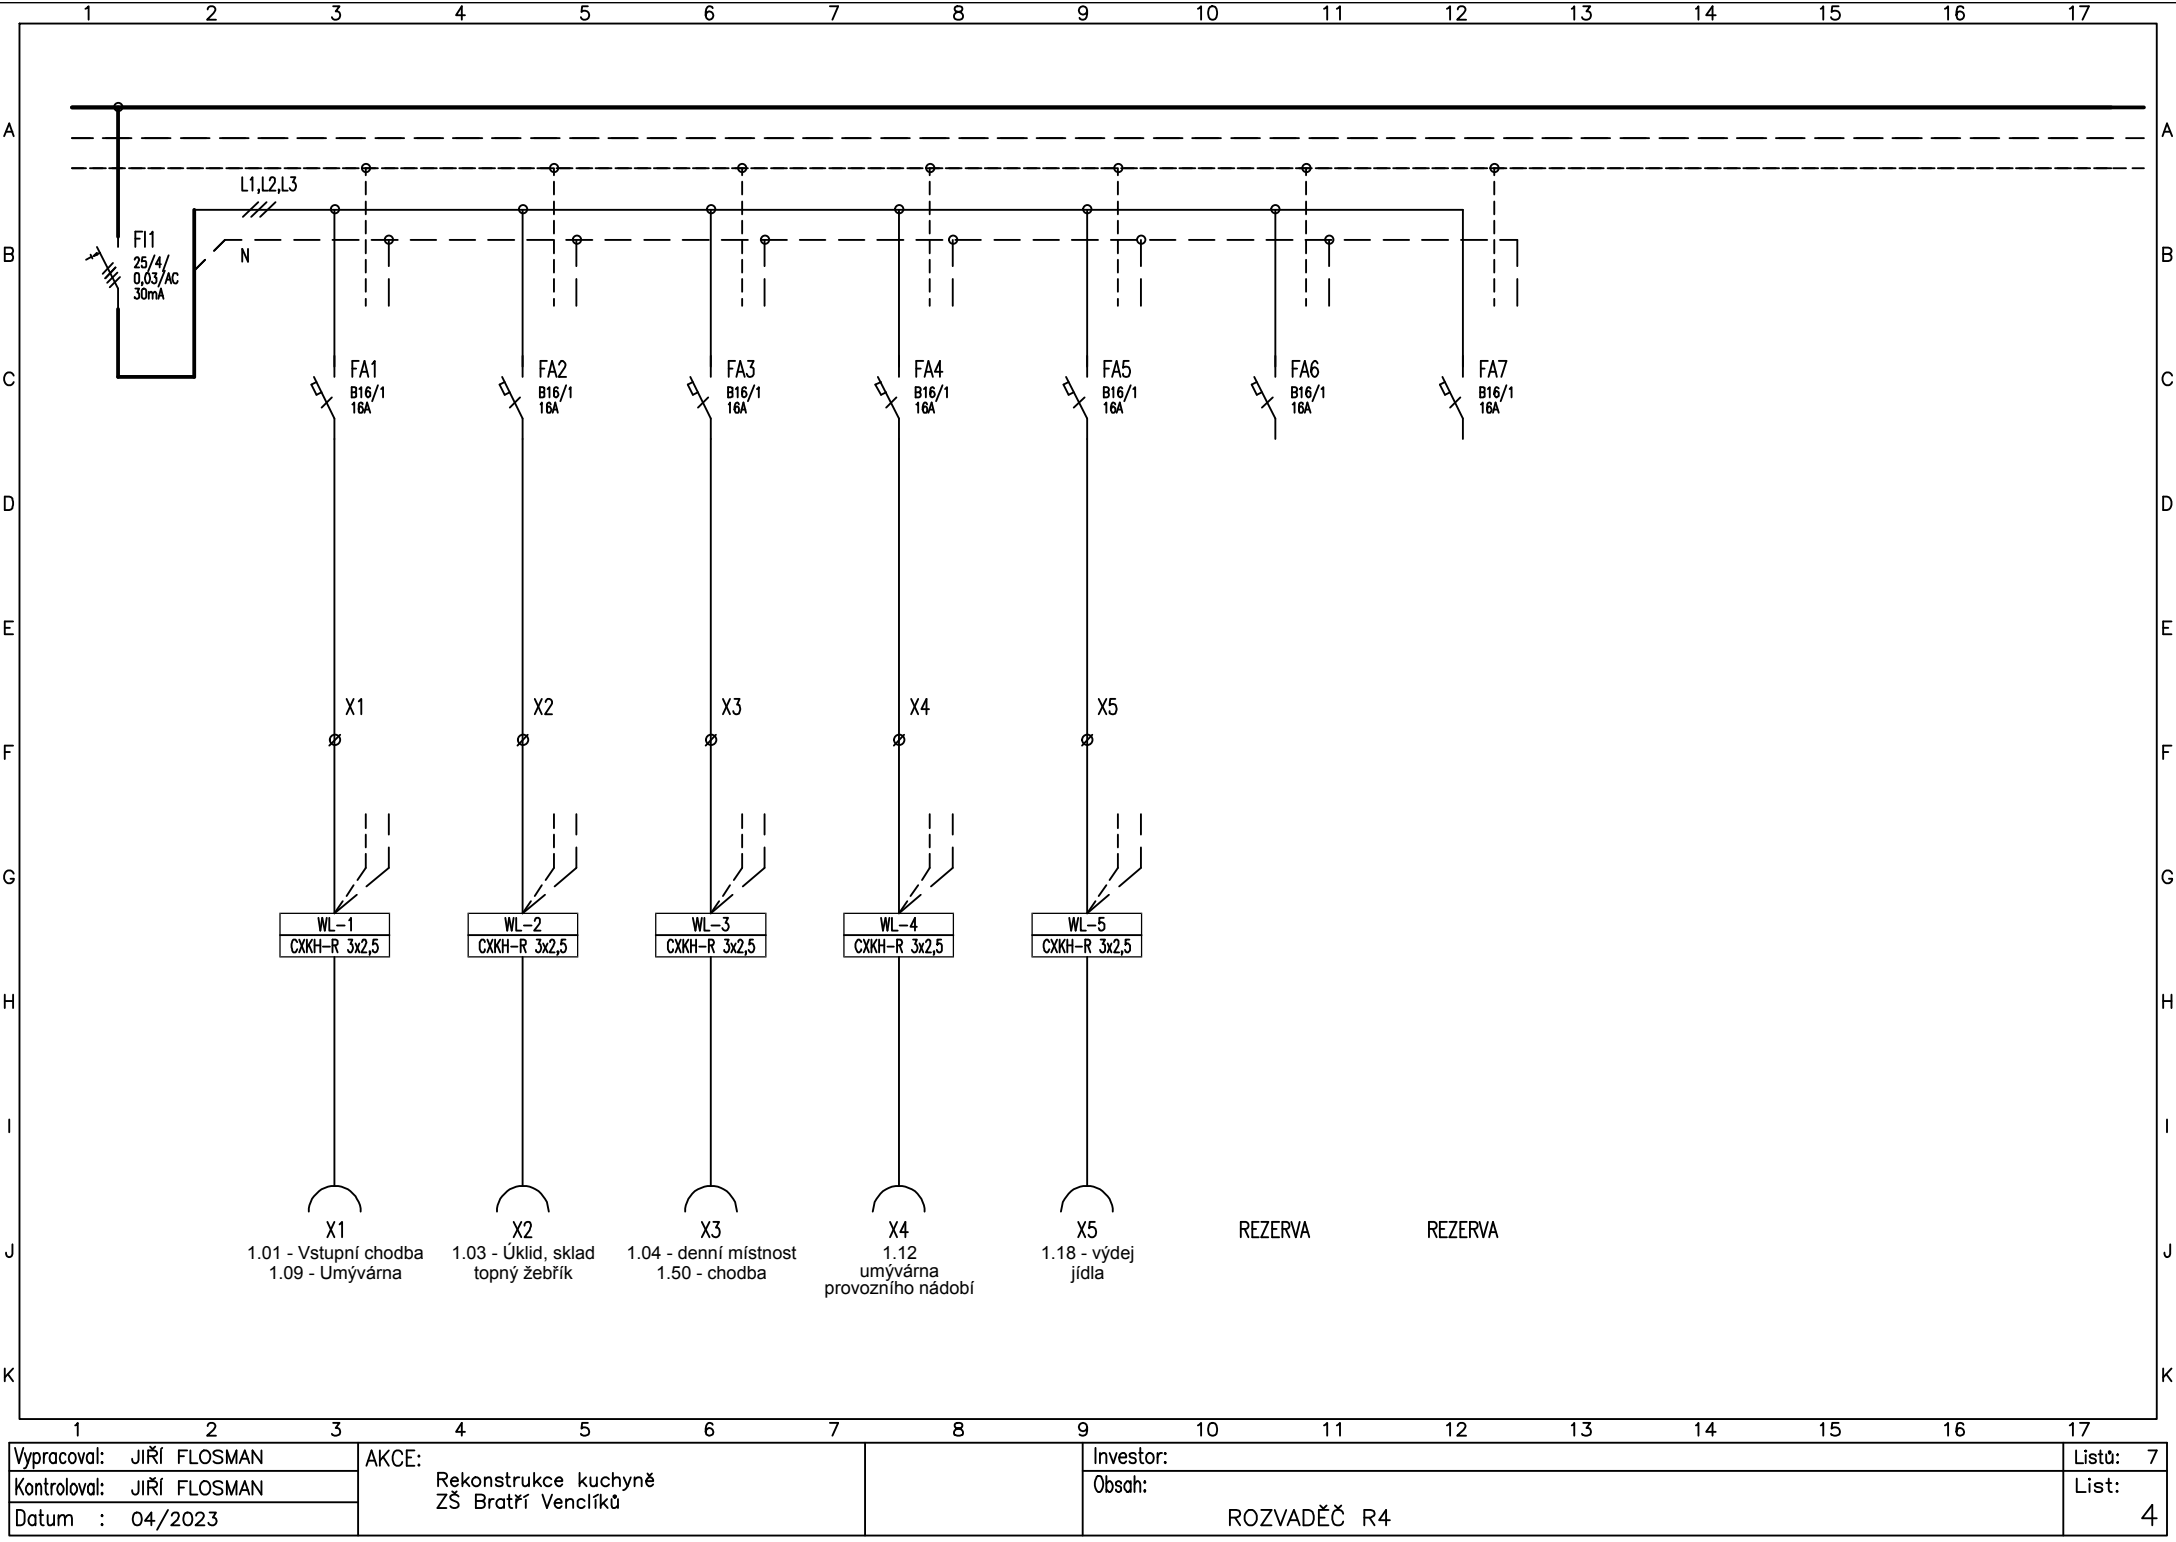 1 2 3 4 5 6 7 8 9 10 11 12 13 14 15 16 17
A A
L1,L2,L3
B B
FI1
25/4/
0,03/AC
30mA
N
C C
FA1 FA2 FA3 FA4 FA5 FA6 FA7
B16/1 B16/1 B16/1 B16/1 B16/1 B16/1 B16/1
16A 16A 16A 16A 16A 16A 16A
D D
E E
X1 X2 X3 X4 X5
F F
G G
WL-1 WL-2 WL-3 WL-4 WL-5
CXKH-R 3x2,5 CXKH-R 3x2,5 CXKH-R 3x2,5 CXKH-R 3x2,5 CXKH-R 3x2,5
H H
I I
J J
X1
1.01 - Vstupní chodba
1.09 - Umývárna
X2
1.03 - Úklid, sklad
topný žebřík
X3
1.04 - denní místnost
1.50 - chodba
X4
1.12
umývárna
provozního nádobí
X5
1.18 - výdej
jídla
REZERVA
REZERVA
K K
1 2 3 4 5 6 7 8 9 10 11 12 13 14 15 16 17
Vypracoval: JIŘÍ FLOSMAN
Kontroloval: JIŘÍ FLOSMAN
Datum : 04/2023
AKCE:
Rekonstrukce kuchyně
ZŠ Bratří Venclíků
Investor:
Obsah:
ROZVADĚČ R4
Listů: 7
List:
4